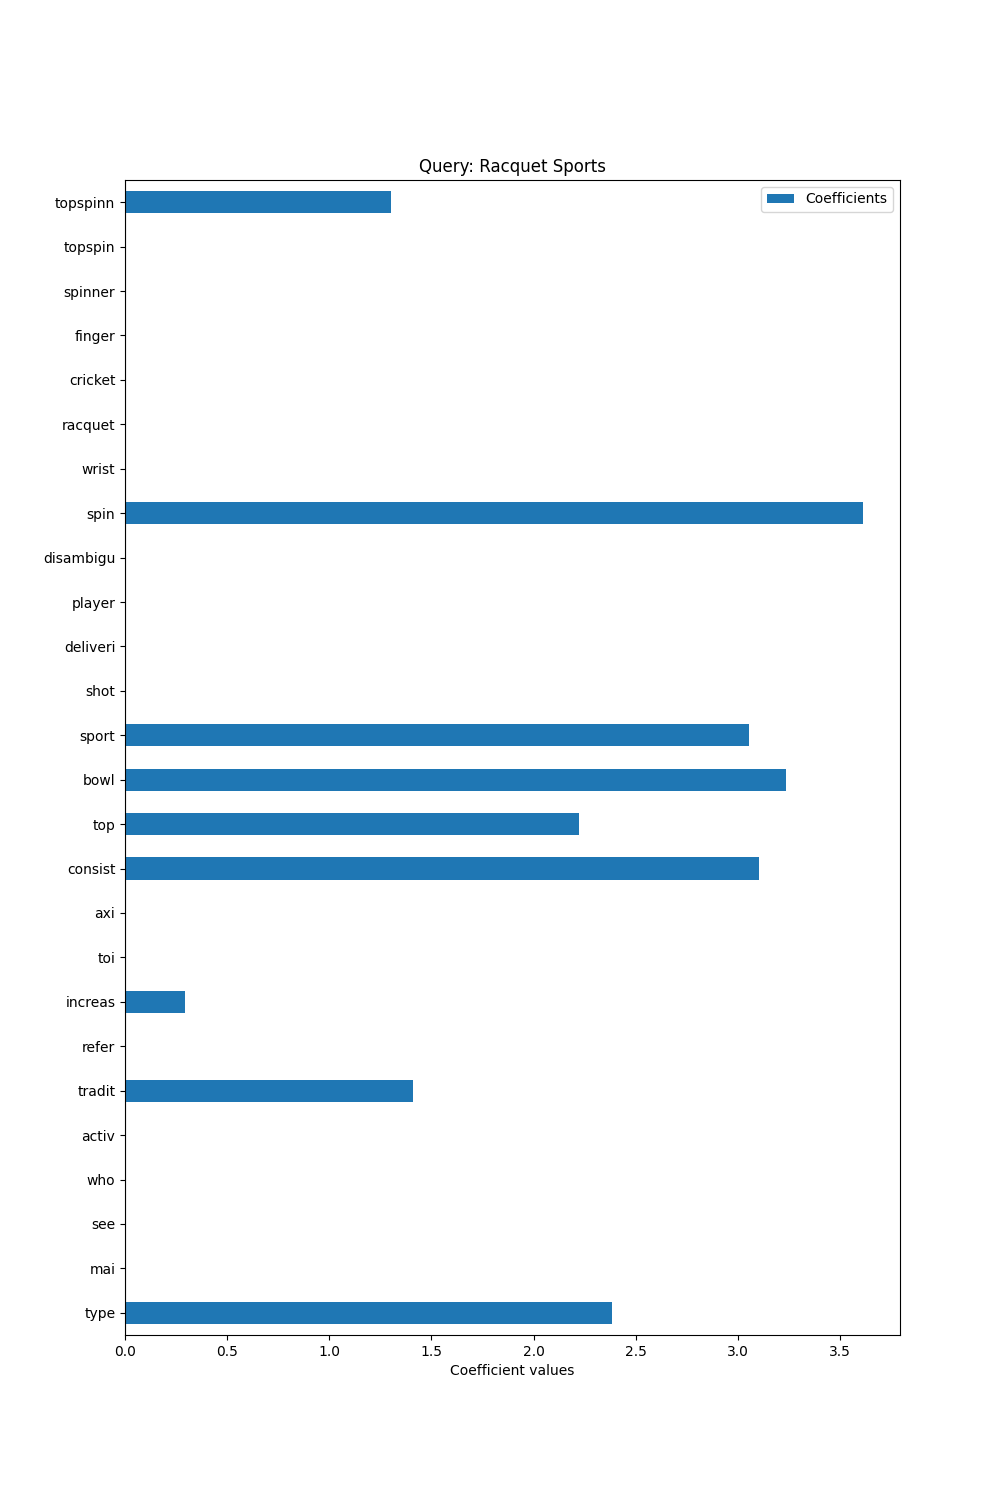 Query: Racquet Sports
Coefficients
topspinn
topspin
spinner
finger
cricket
racquet
wrist
spin
disambigu
player
deliveri
shot
sport
bowl
top
consist
axi
toi
increas
refer
tradit
activ
who
see
mai
type
0.0 0.5 1.0 1.5 2.0 2.5 3.0 3.5
Coefficient values